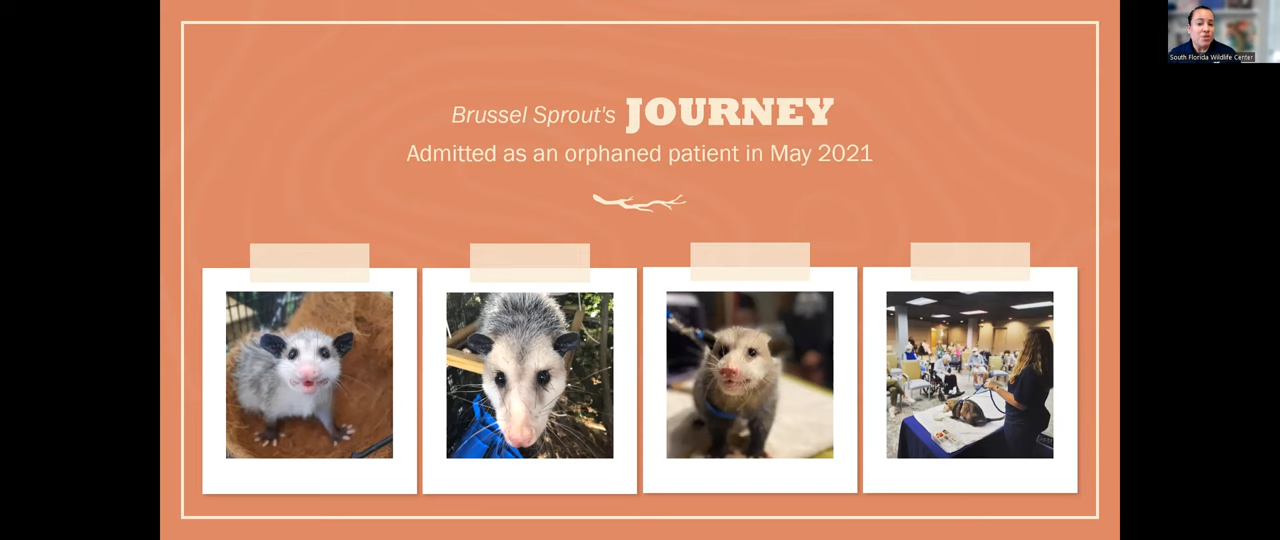 Brussel Sprout's JOURNEY
Admitted as an orphaned patient in May 2021
South Florida Wildlife Center